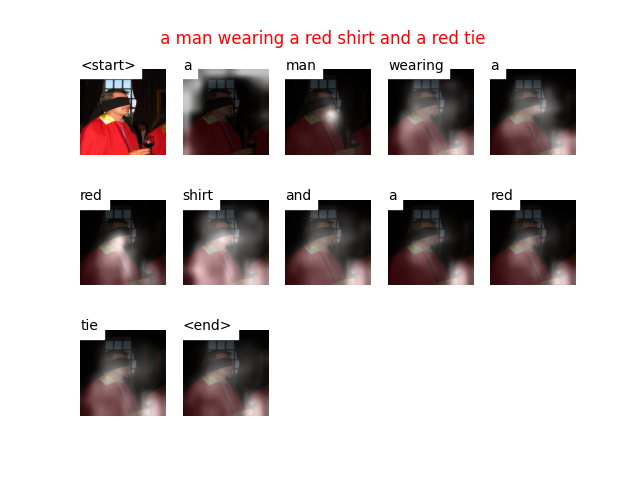 a man wearing a red shirt and a red tie
<start> a man wearing a
red shirt and a red
tie <end>